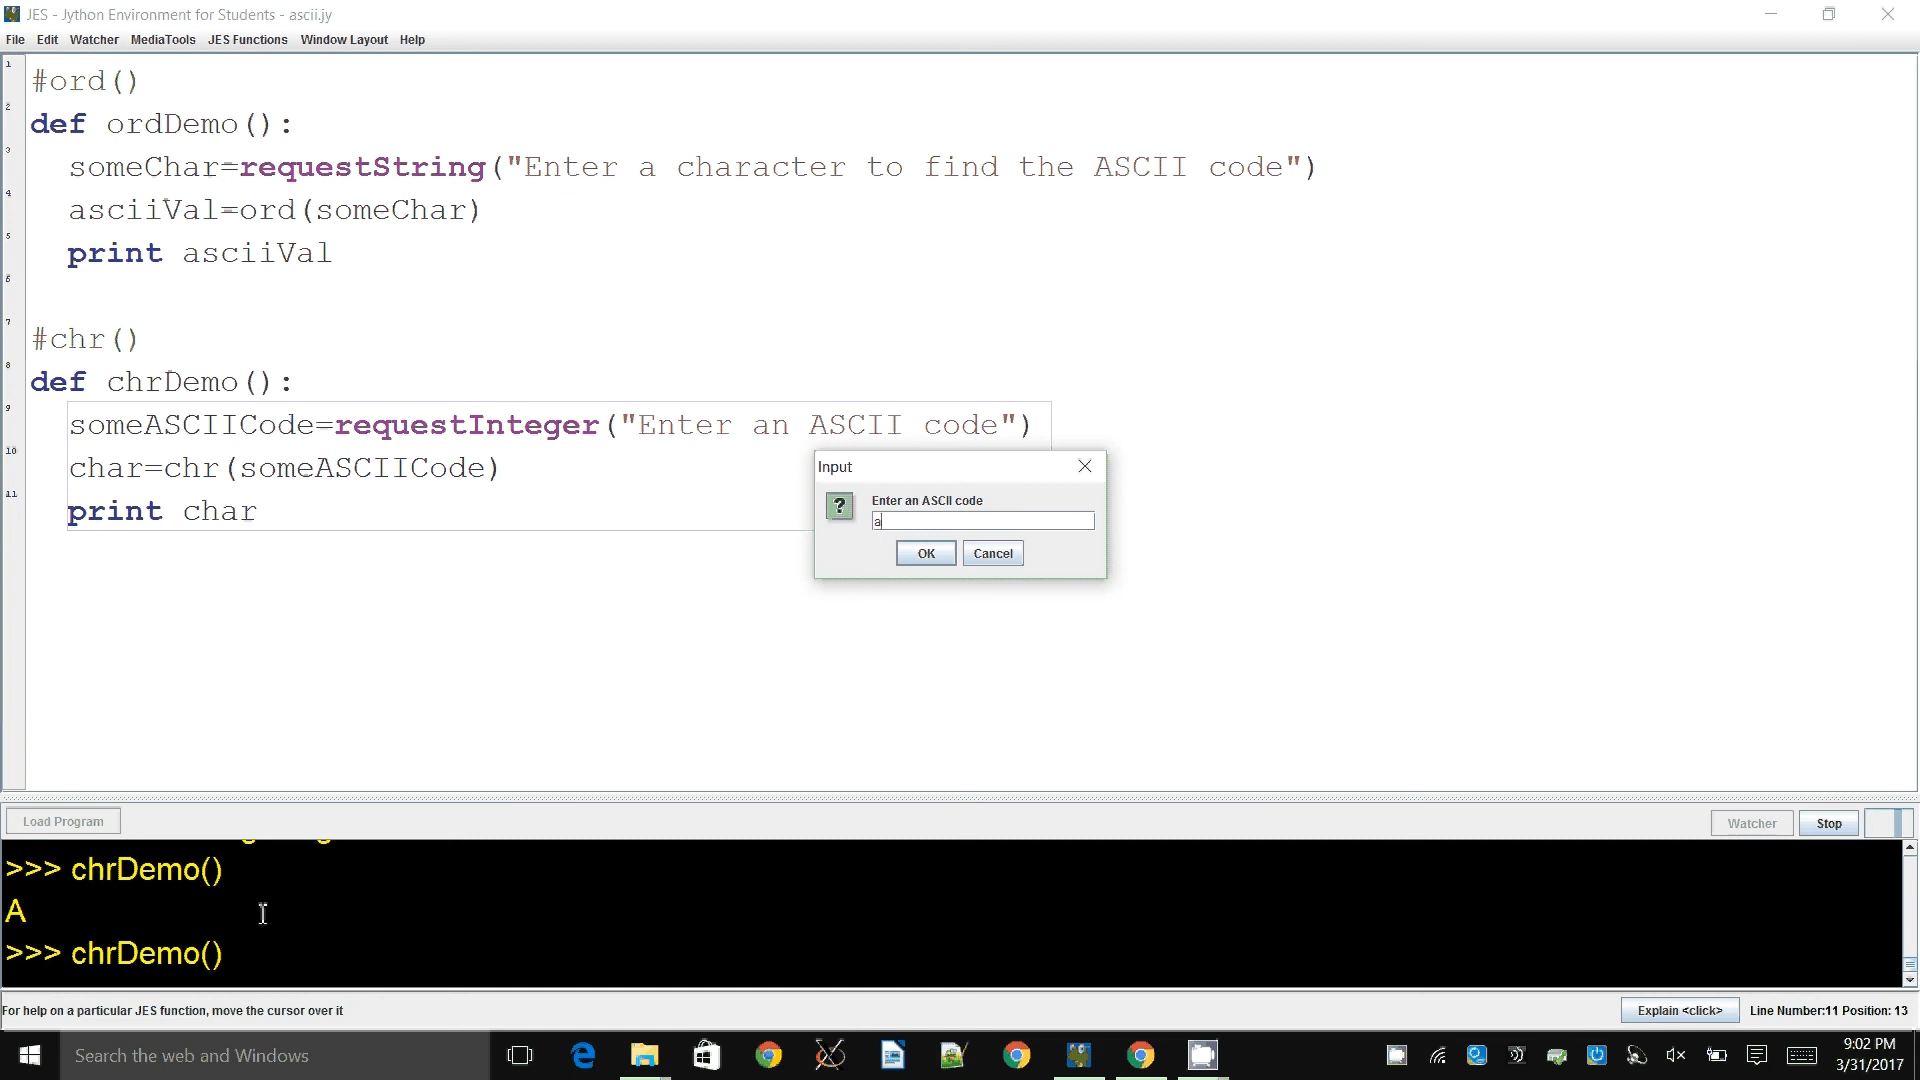 JES - Jython Environment for Students - ascii.jy
File Edit Watcher MediaTools JES Functions Window Layout Help
1 #ord()
2 def ordDemo():
3 someChar=requestString("Enter a character to find the ASCII code")
4 asciiVal=ord(someChar)
5 print asciiVal
6
7 #chr()
8 def chrDemo():
9 someASCIICode=requestInteger("Enter an ASCII code")
10 char=chr(someASCIICode)
11 print char
Input
? Enter an ASCII code
a
OK Cancel
Load Program Watcher Stop
>>> chrDemo()
A
>>> chrDemo()
For help on a particular JES function, move the cursor over it Explain <click> Line Number:11 Position: 13
Search the web and Windows
9:02 PM
3/31/2017